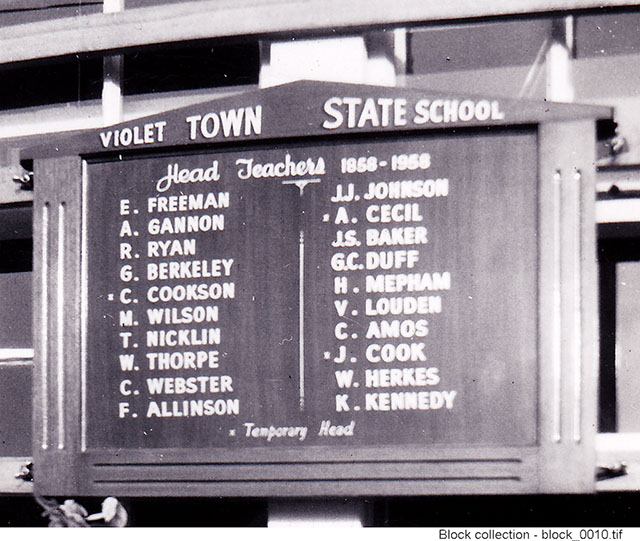 VIOLET TOWN STATE SCHOOL
Head Teachers 1858-1958
E. FREEMAN
A. GANNON
R. RYAN
G. BERKELEY
x C. COOKSON
M. WILSON
T. NICKLIN
W. THORPE
C. WEBSTER
F. ALLINSON
J.J. JOHNSON
x A. CECIL
J.S. BAKER
G.C. DUFF
H. MEPHAM
V. LOUDEN
C. AMOS
x J. COOK
W. HERKES
K. KENNEDY
x Temporary Head
Block collection - block_0010.tif